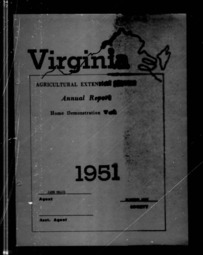 Virginia
AGRICULTURAL EXTENSION
Annual Report
Home Demonstration Work
1951
Agent
Asst. Agent